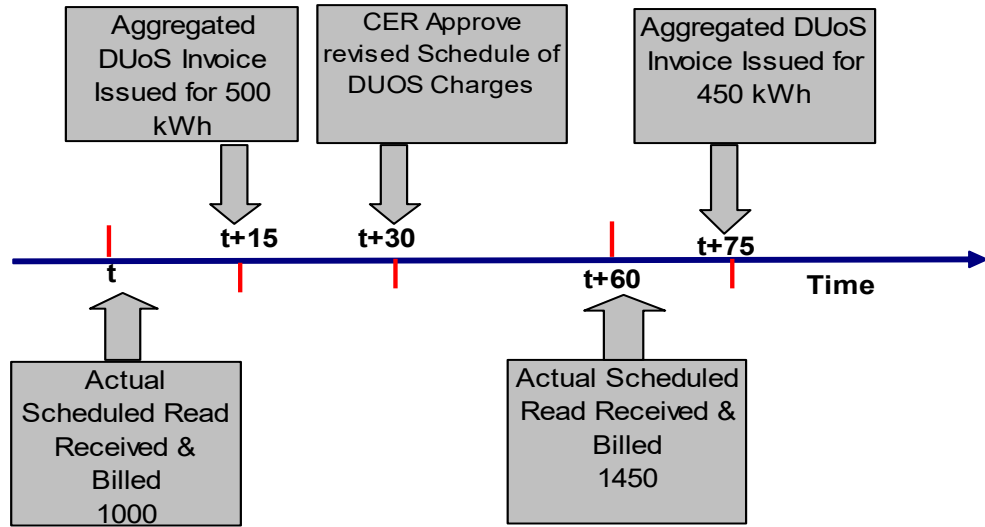 Aggregated
DUoS Invoice
Issued for 500
kWh
CER Approve
revised Schedule of
DUOS Charges
Aggregated DUoS
Invoice Issued for
450 kWh
t+15
t+30
t+75
t
t+60
Time
Actual
Scheduled Read
Received &
Billed
1000
Actual Scheduled
Read Received &
Billed
1450